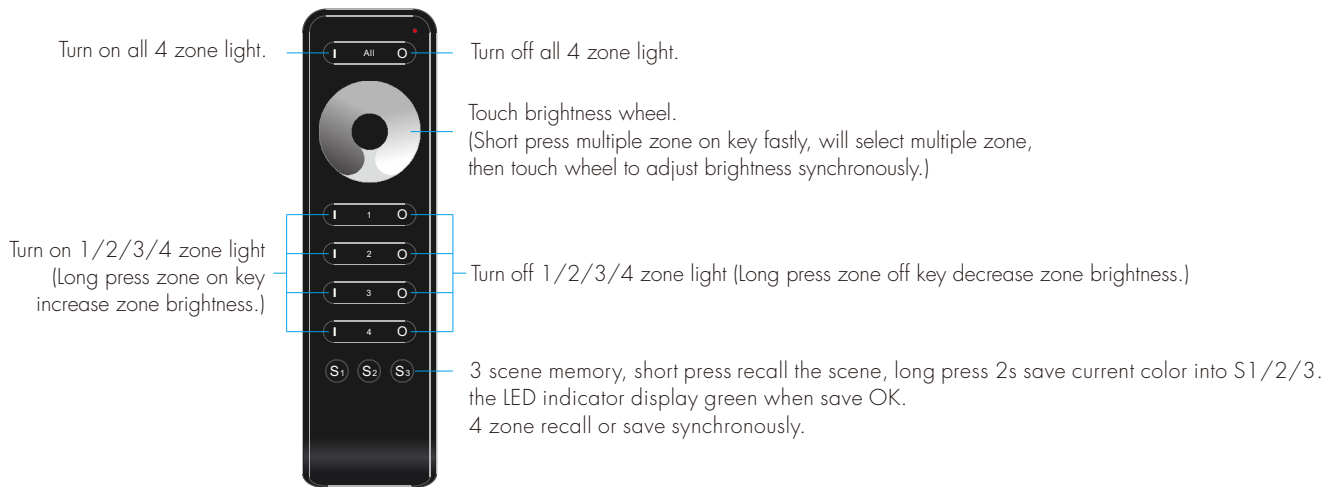 Turn on all 4 zone light.
I All O
Turn off all 4 zone light.
Touch brightness wheel.
(Short press multiple zone on key fastly, will select multiple zone,
then touch wheel to adjust brightness synchronously.)
I 1 O
I 2 O
I 3 O
I 4 O
Turn on 1/2/3/4 zone light
(Long press zone on key
increase zone brightness.)
Turn off 1/2/3/4 zone light (Long press zone off key decrease zone brightness.)
S1 S2 S3
3 scene memory, short press recall the scene, long press 2s save current color into S1/2/3.
the LED indicator display green when save OK.
4 zone recall or save synchronously.